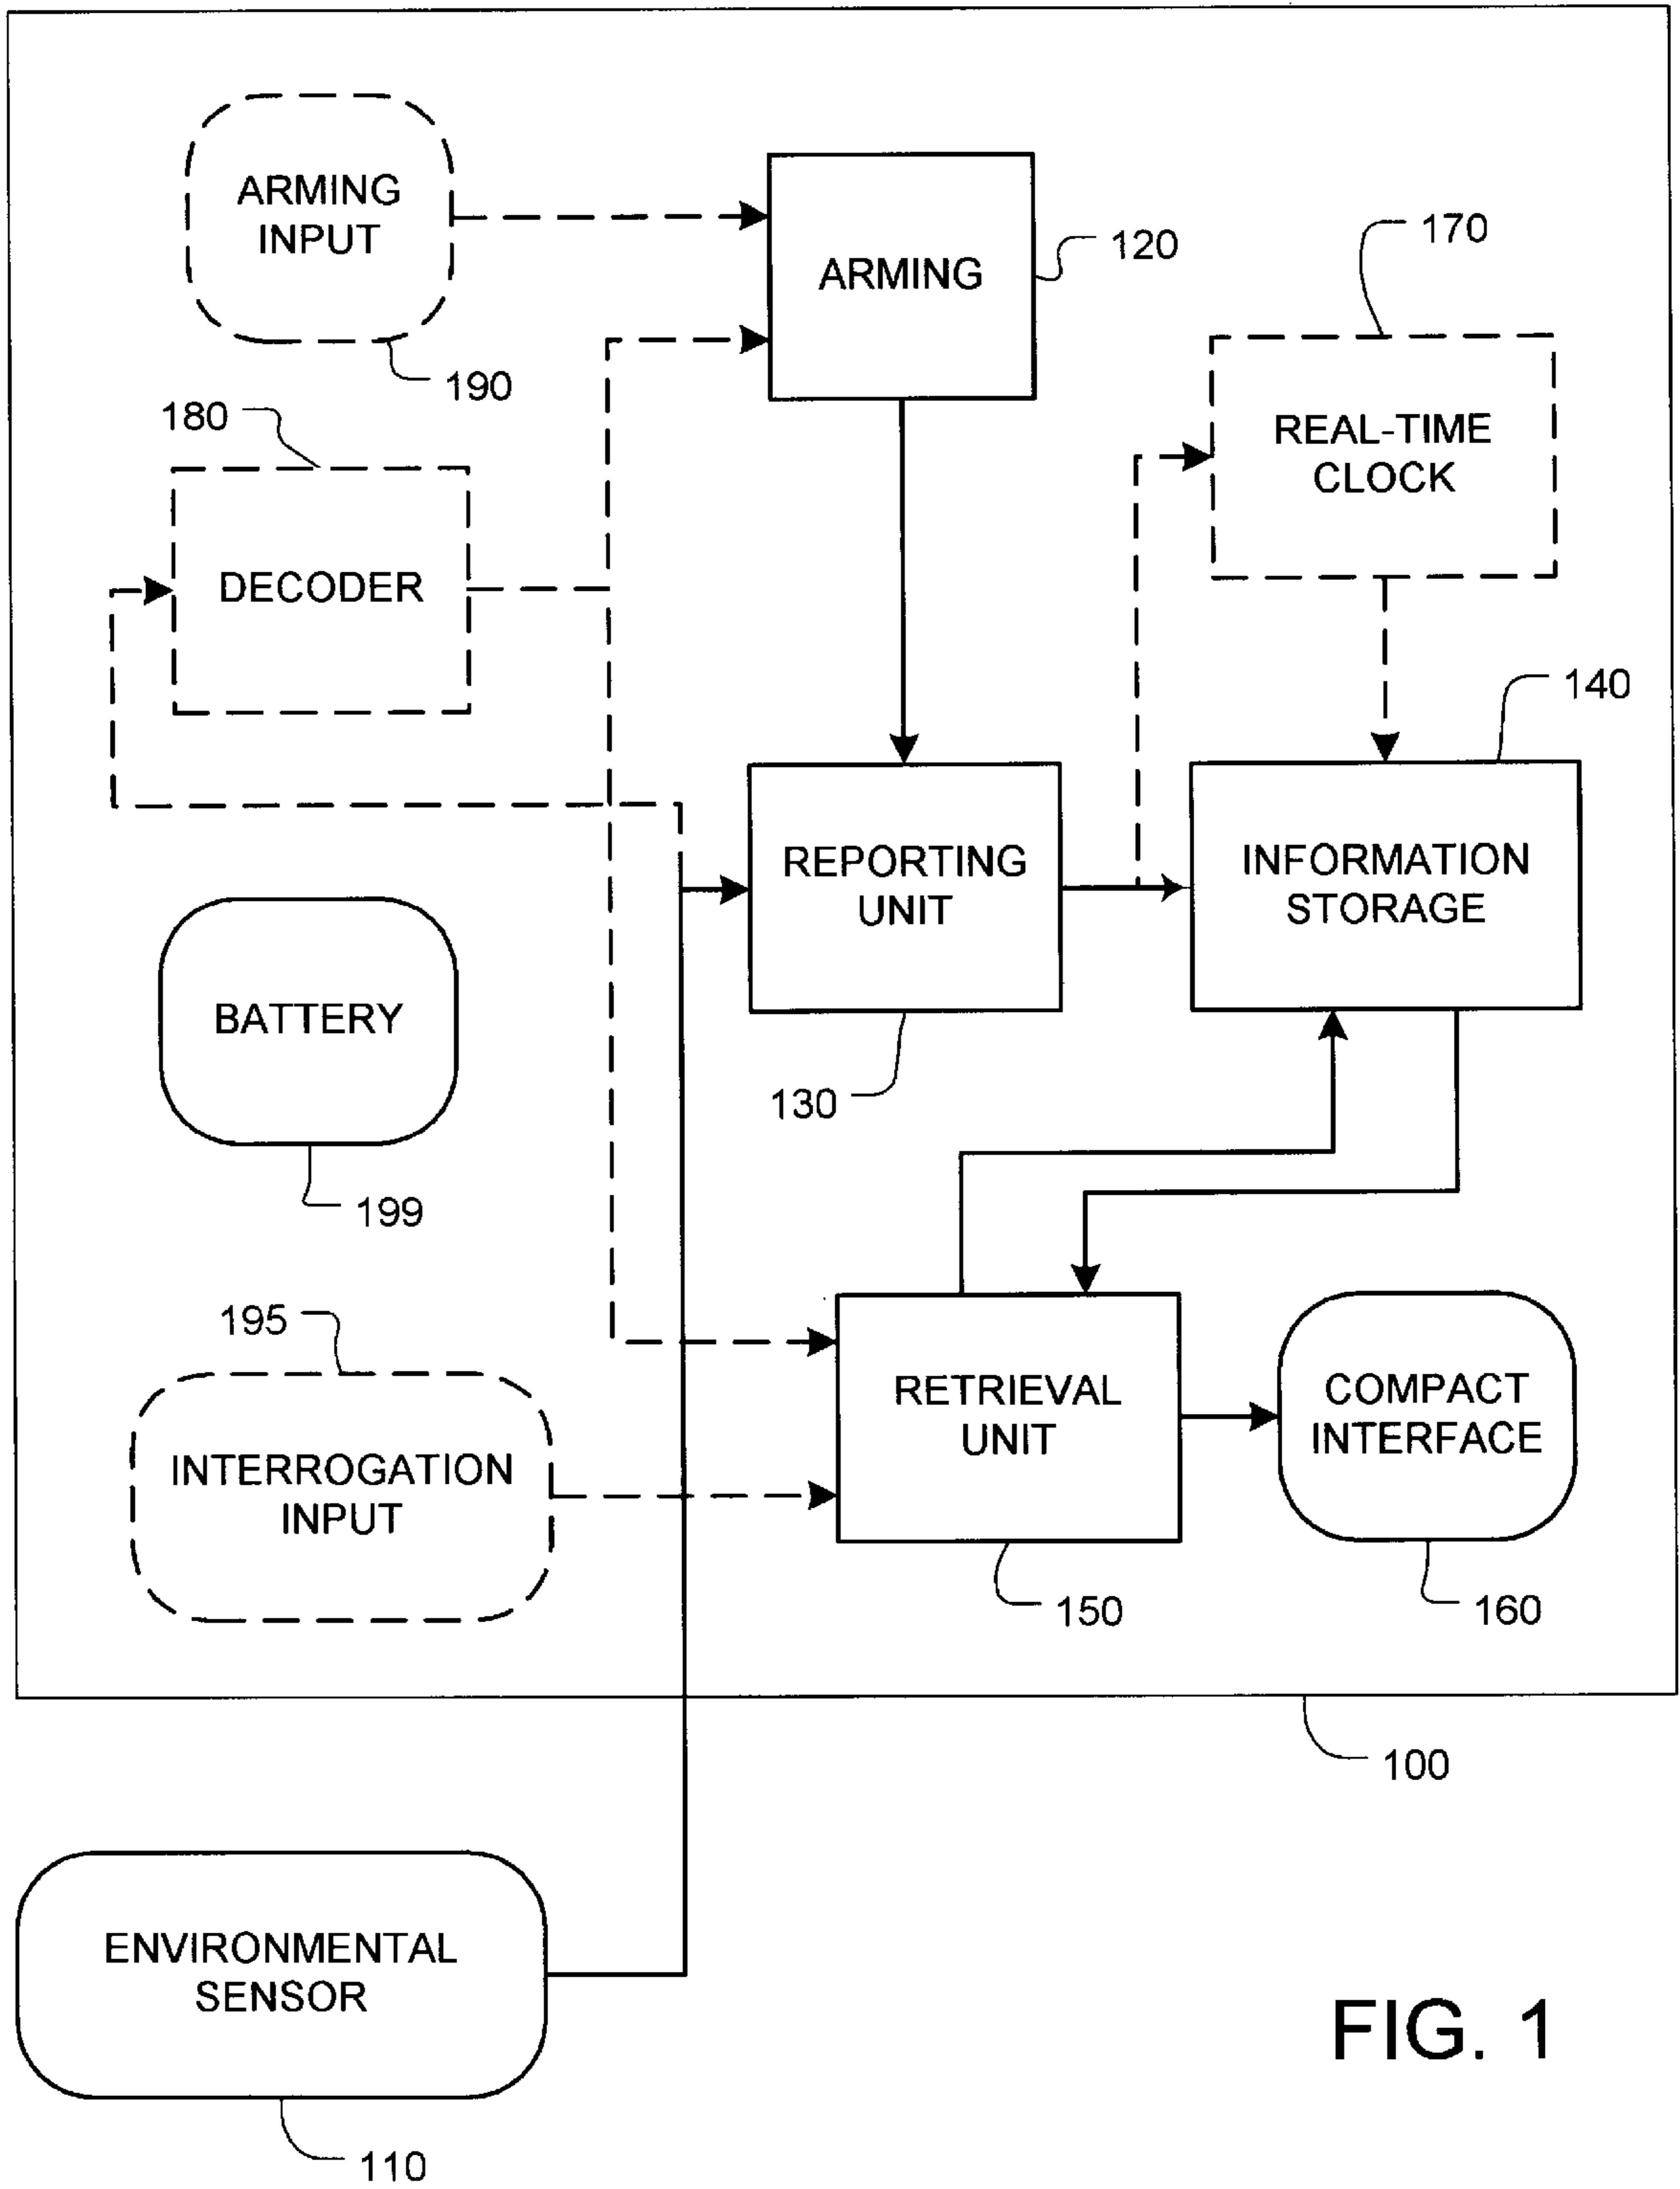 ARMING
INPUT
190
ARMING
120
170
REAL-TIME
CLOCK
180
DECODER
140
REPORTING
UNIT
130
INFORMATION
STORAGE
BATTERY
199
195
INTERROGATION
INPUT
RETRIEVAL
UNIT
150
COMPACT
INTERFACE
160
100
ENVIRONMENTAL
SENSOR
110
FIG. 1